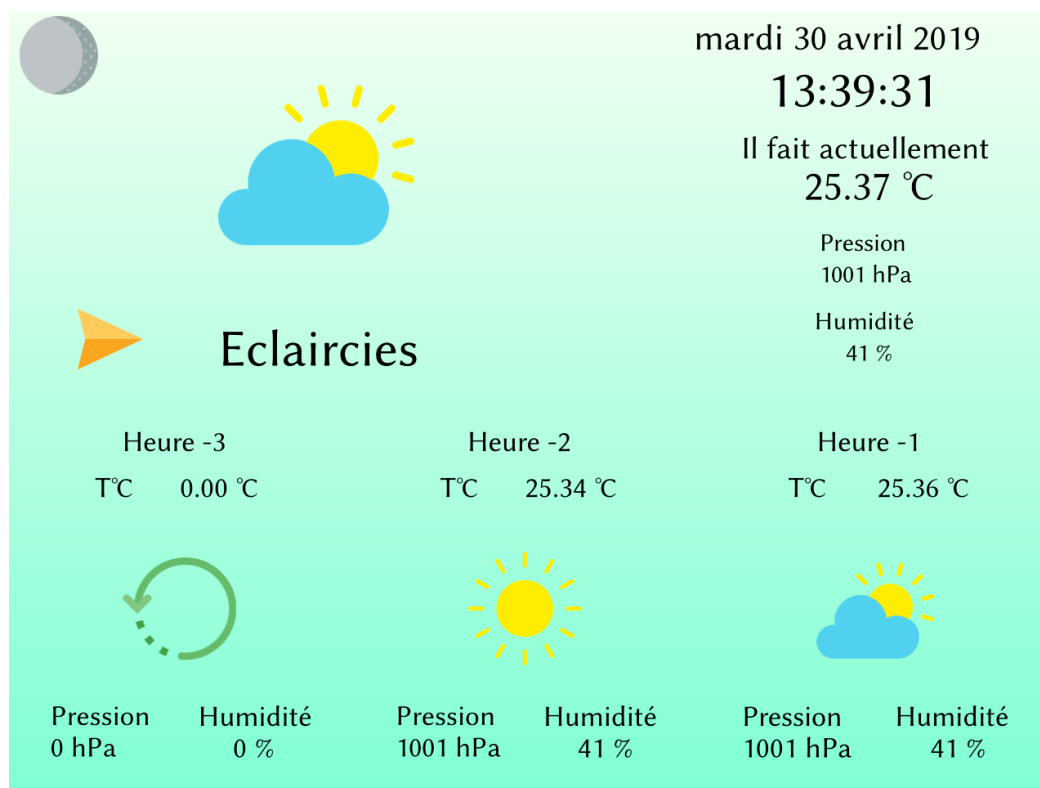 mardi 30 avril 2019
13:39:31
Il fait actuellement
25.37 ℃
Pression
1001 hPa
Humidité
41 %
Eclaircies
Heure -3
T℃ 0.00 ℃
Pression Humidité
0 hPa 0 %
Heure -2
T℃ 25.34 ℃
Pression Humidité
1001 hPa 41 %
Heure -1
T℃ 25.36 ℃
Pression Humidité
1001 hPa 41 %